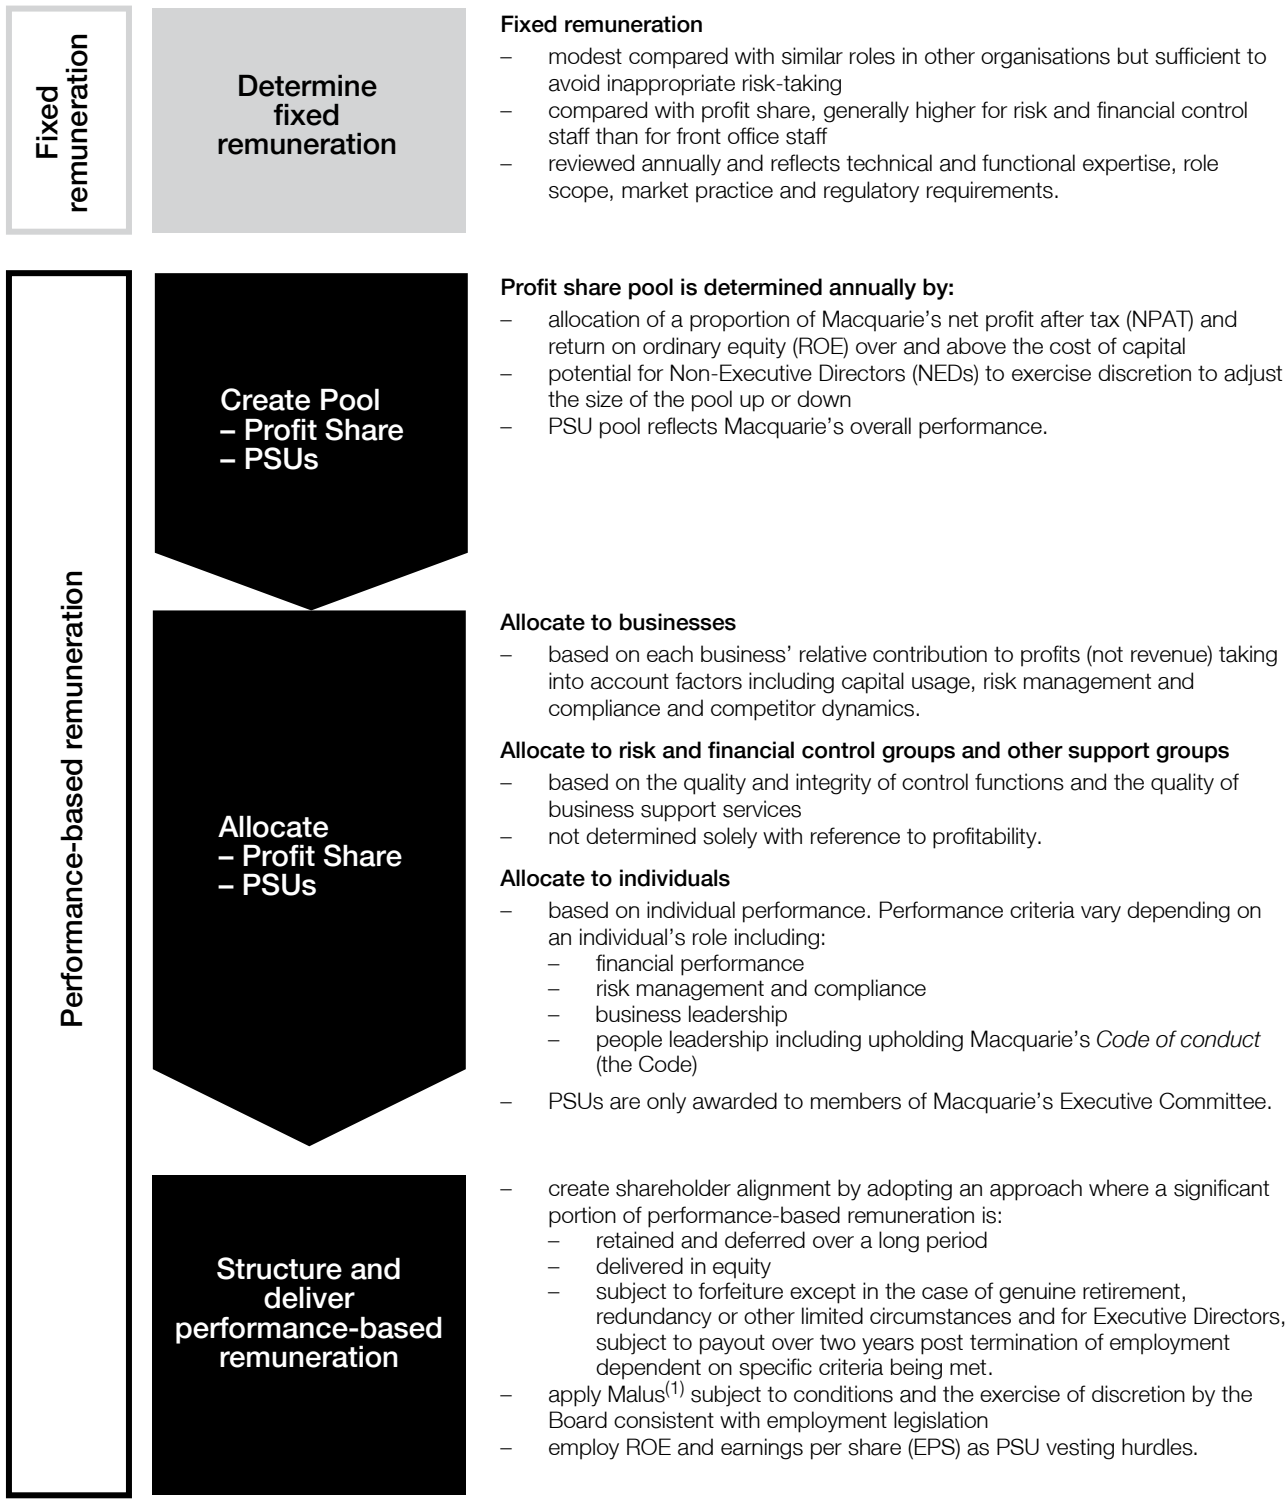 Fixed
remuneration
Determine
fixed
remuneration
Fixed remuneration
– modest compared with similar roles in other organisations but sufficient to
avoid inappropriate risk-taking
– compared with profit share, generally higher for risk and financial control
staff than for front office staff
– reviewed annually and reflects technical and functional expertise, role
scope, market practice and regulatory requirements.
Performance-based remuneration
Create Pool
– Profit Share
– PSUs
Profit share pool is determined annually by:
– allocation of a proportion of Macquarie’s net profit after tax (NPAT) and
return on ordinary equity (ROE) over and above the cost of capital
– potential for Non-Executive Directors (NEDs) to exercise discretion to adjust
the size of the pool up or down
– PSU pool reflects Macquarie’s overall performance.
Allocate
– Profit Share
– PSUs
Allocate to businesses
– based on each business’ relative contribution to profits (not revenue) taking
into account factors including capital usage, risk management and
compliance and competitor dynamics.
Allocate to risk and financial control groups and other support groups
– based on the quality and integrity of control functions and the quality of
business support services
– not determined solely with reference to profitability.
Allocate to individuals
– based on individual performance. Performance criteria vary depending on
an individual’s role including:
– financial performance
– risk management and compliance
– business leadership
– people leadership including upholding Macquarie’s Code of conduct
(the Code)
– PSUs are only awarded to members of Macquarie’s Executive Committee.
Structure and
deliver
performance-based
remuneration
– create shareholder alignment by adopting an approach where a significant
portion of performance-based remuneration is:
– retained and deferred over a long period
– delivered in equity
– subject to forfeiture except in the case of genuine retirement,
redundancy or other limited circumstances and for Executive Directors,
subject to payout over two years post termination of employment
dependent on specific criteria being met.
– apply Malus(1) subject to conditions and the exercise of discretion by the
Board consistent with employment legislation
– employ ROE and earnings per share (EPS) as PSU vesting hurdles.